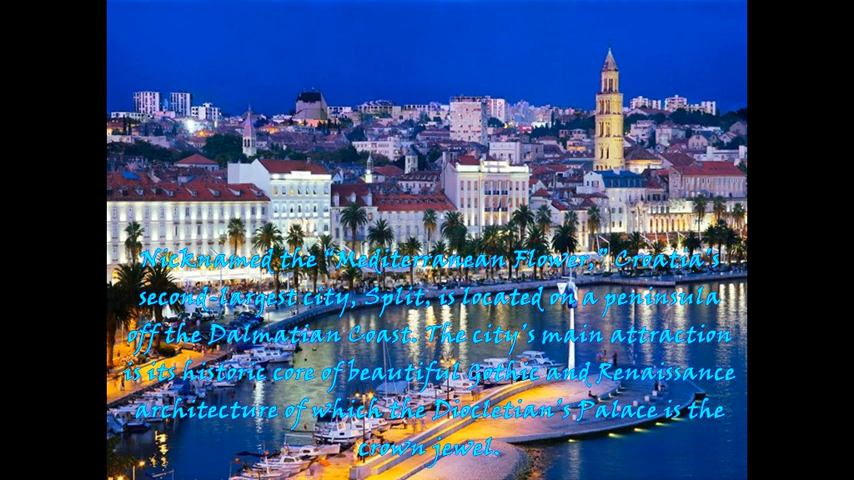 Nicknamed the "Mediterranean Flower," Croatia's
second-largest city, Split, is located on a peninsula
off the Dalmatian Coast. The city's main attraction
is its historic core of beautiful Gothic and Renaissance
architecture of which the Diocletian's Palace is the
crown jewel.